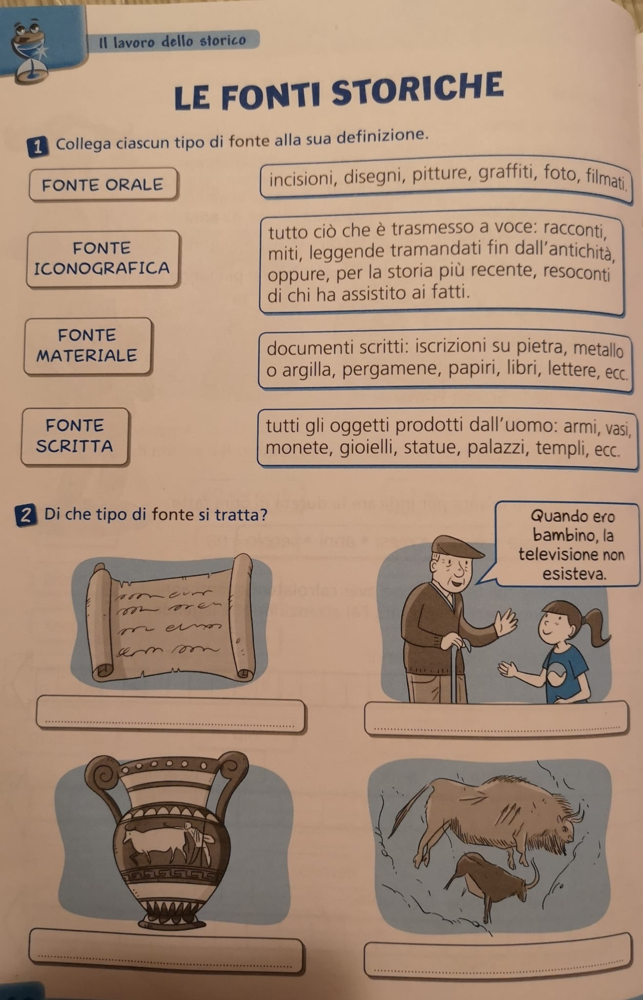 Il lavoro dello storico
LE FONTI STORICHE
1 Collega ciascun tipo di fonte alla sua definizione.
FONTE ORALE
incisioni, disegni, pitture, graffiti, foto, filmati.
FONTE
ICONOGRAFICA
tutto ciò che è trasmesso a voce: racconti,
miti, leggende tramandati fin dall'antichità,
oppure, per la storia più recente, resoconti
di chi ha assistito ai fatti.
FONTE
MATERIALE
documenti scritti: iscrizioni su pietra, metallo
o argilla, pergamene, papiri, libri, lettere, ecc.
FONTE
SCRITTA
tutti gli oggetti prodotti dall'uomo: armi, vasi,
monete, gioielli, statue, palazzi, templi, ecc.
2 Di che tipo di fonte si tratta?
Quando ero
bambino, la
televisione non
esisteva.